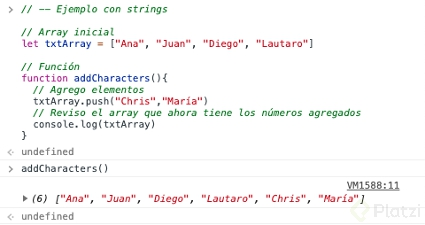 > // —— Ejemplo con strings
// Array inicial
let txtArray = ["Ana", "Juan", "Diego", "Lautaro"]
// Función
function addCharacters(){
// Agrego elementos
txtArray.push("Chris","María")
// Reviso el array que ahora tiene los números agregados
console.log(txtArray)
}
< undefined
> addCharacters()
VM1588:11
▶ (6) ["Ana", "Juan", "Diego", "Lautaro", "Chris", "María"]
< undefined
Platzi